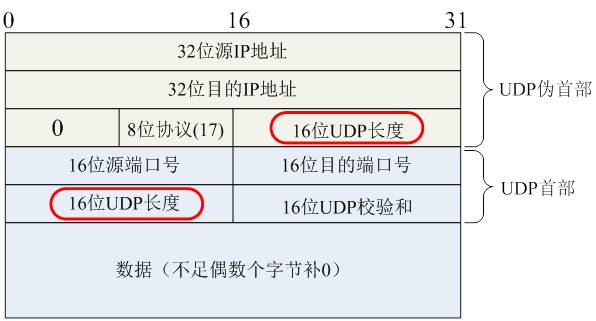 0 16 31
32位源IP地址
32位目的IP地址
UDP伪首部
0 8位协议(17) 16位UDP长度
16位源端口号 16位目的端口号
UDP首部
16位UDP长度 16位UDP校验和
数据（不足偶数个字节补0）